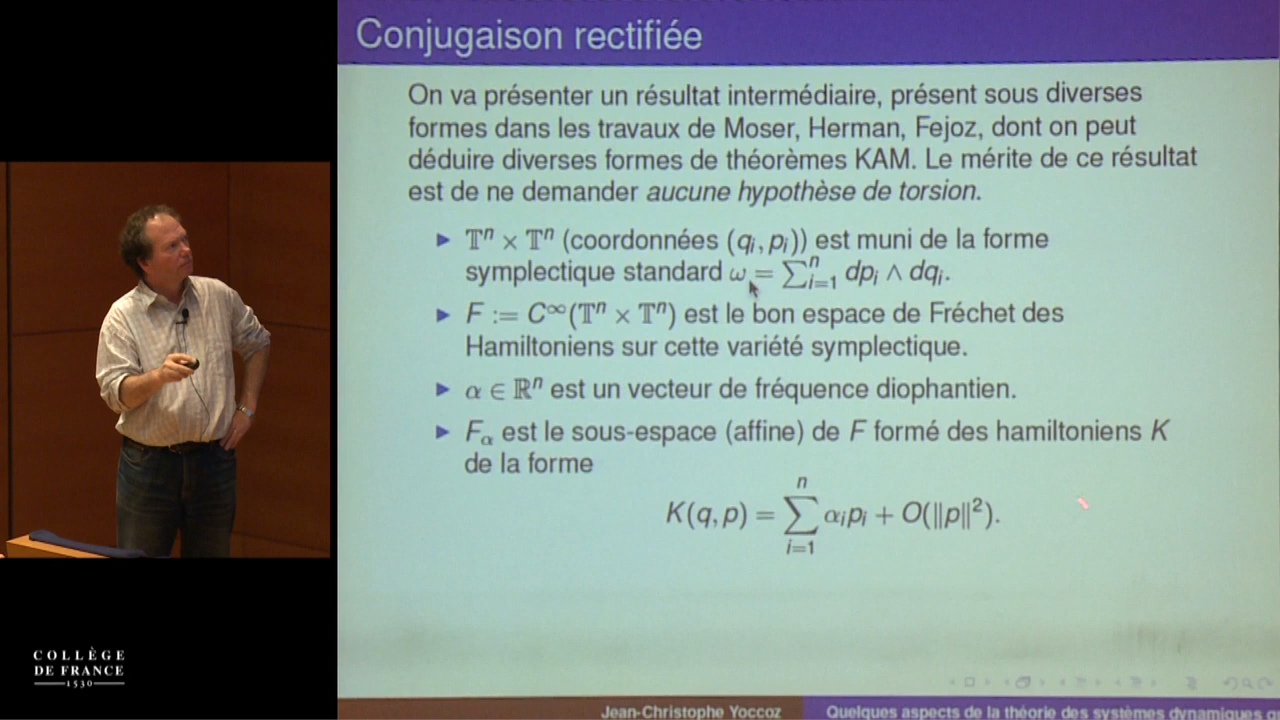 Conjugaison rectifiée
On va présenter un résultat intermédiaire, présent sous diverses
formes dans les travaux de Moser, Herman, Fejoz, dont on peut
déduire diverses formes de théorèmes KAM. Le mérite de ce résultat
est de ne demander aucune hypothèse de torsion.
▶ 𝕋ⁿ × 𝕋ⁿ (coordonnées (qᵢ, pᵢ)) est muni de la forme
symplectique standard ω = ∑ⁿᵢ₌₁ dpᵢ ∧ dqᵢ.
▶ F := C^∞(𝕋ⁿ × 𝕋ⁿ) est le bon espace de Fréchet des
Hamiltoniens sur cette variété symplectique.
▶ α ∈ ℝⁿ est un vecteur de fréquence diophantien.
▶ F_α est le sous-espace (affine) de F formé des hamiltoniens K
de la forme
K(q, p) = ∑ⁿᵢ₌₁ αᵢpᵢ + O(‖p‖²).
COLLÈGE
DE FRANCE
1530
Jean-Christophe Yoccoz
Quelques aspects de la théorie des systèmes dynamiques